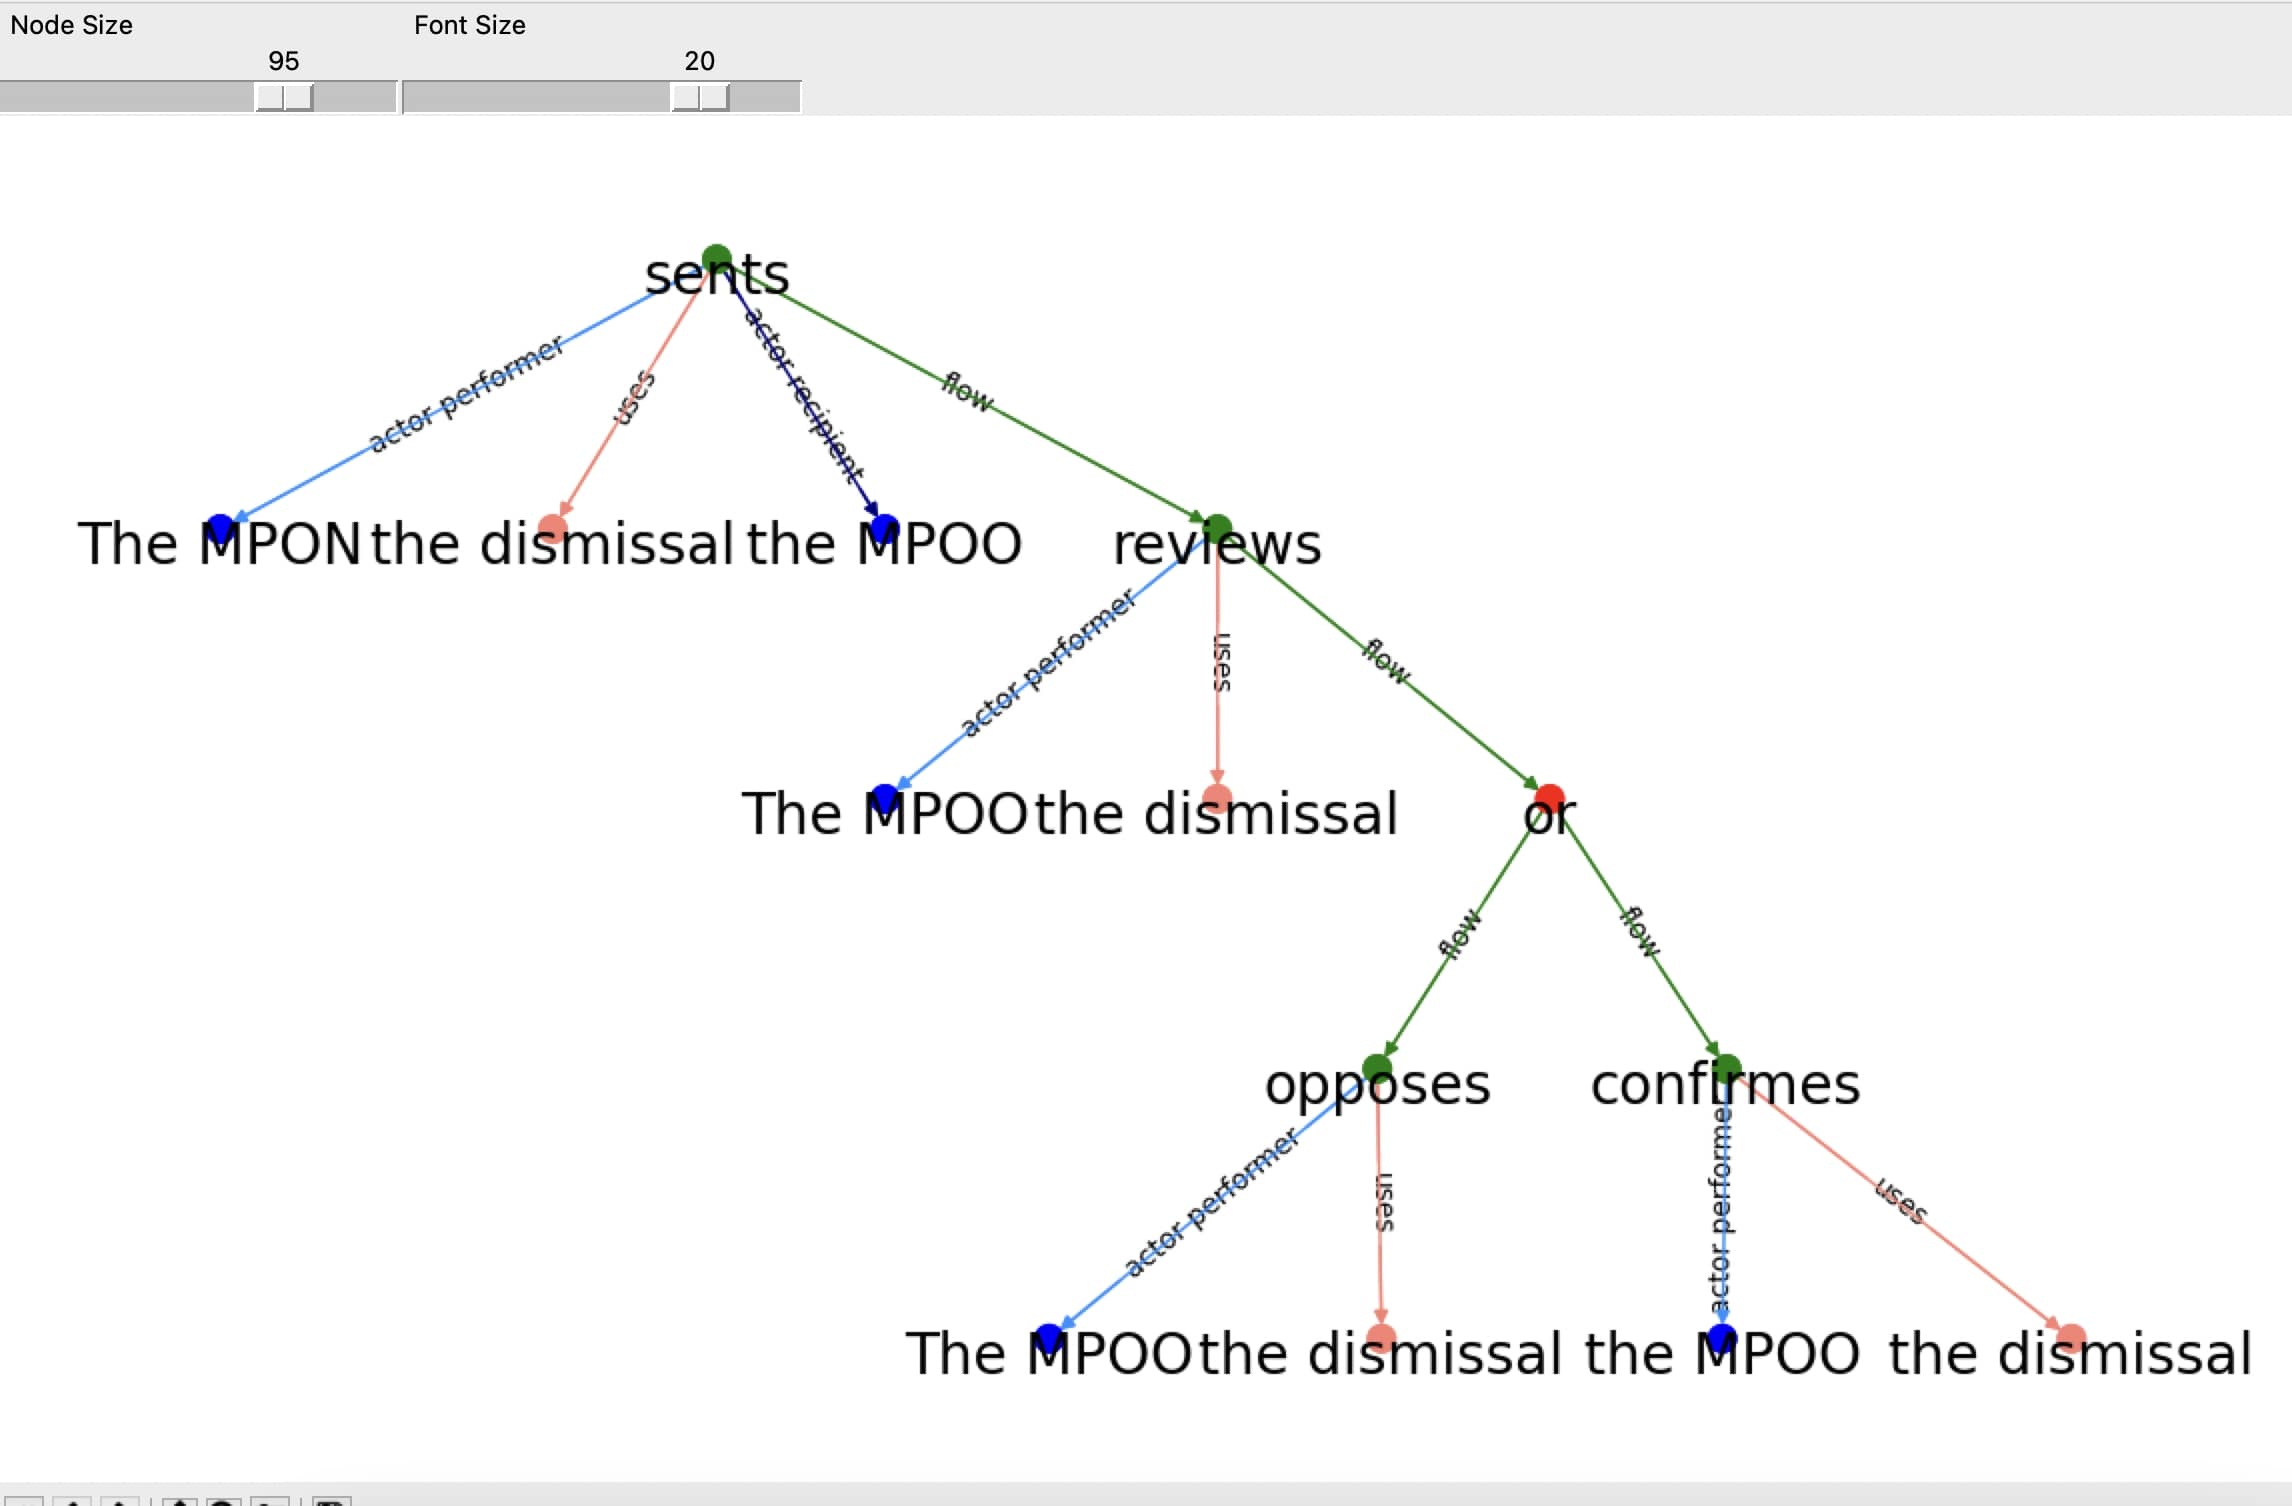 Node Size Font Size
95 20
sents
actor performer uses actor recipient flow
The MPON the dismissal the MPOO reviews
actor performer uses flow
The MPOO the dismissal or
flow flow
opposes confirmes
actor performer uses actor performe uses
The MPOO the dismissal the MPOO the dismissal